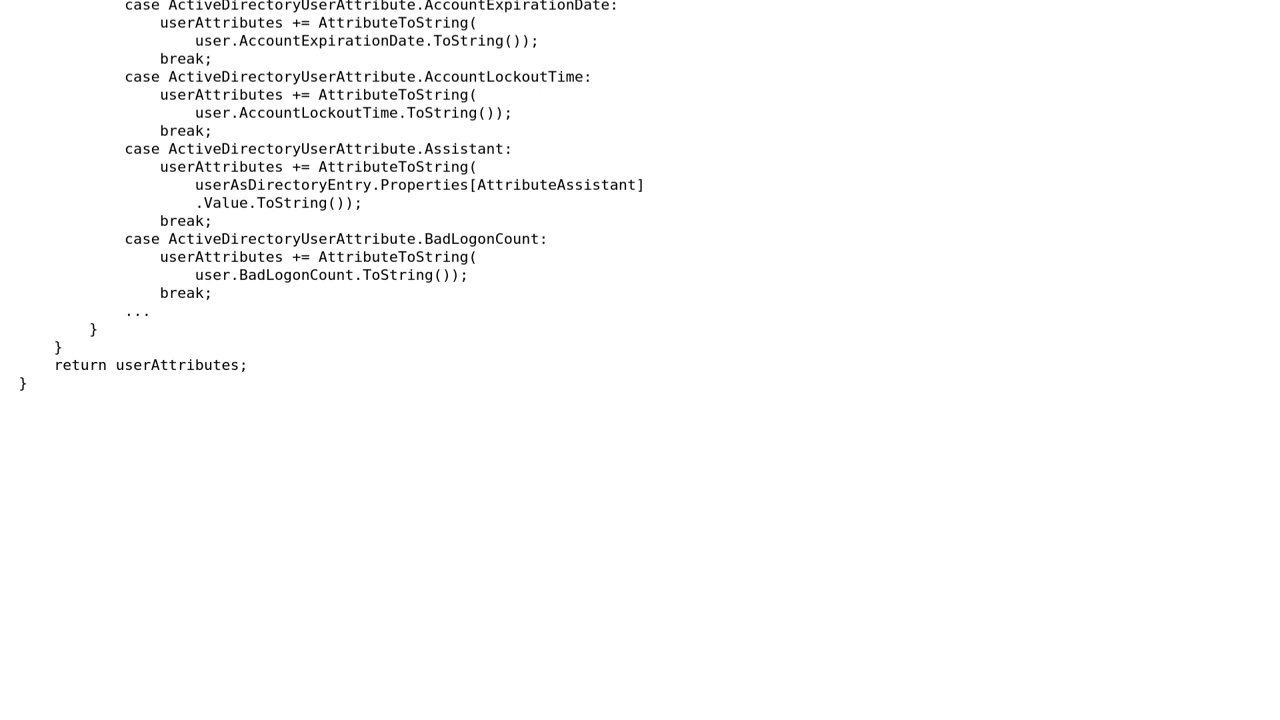 case ActiveDirectoryUserAttribute.AccountExpirationDate:
                userAttributes += AttributeToString(
                    user.AccountExpirationDate.ToString());
                break;
            case ActiveDirectoryUserAttribute.AccountLockoutTime:
                userAttributes += AttributeToString(
                    user.AccountLockoutTime.ToString());
                break;
            case ActiveDirectoryUserAttribute.Assistant:
                userAttributes += AttributeToString(
                    userAsDirectoryEntry.Properties[AttributeAssistant]
                    .Value.ToString());
                break;
            case ActiveDirectoryUserAttribute.BadLogonCount:
                userAttributes += AttributeToString(
                    user.BadLogonCount.ToString());
                break;
            ...
        }
    }
    return userAttributes;
}